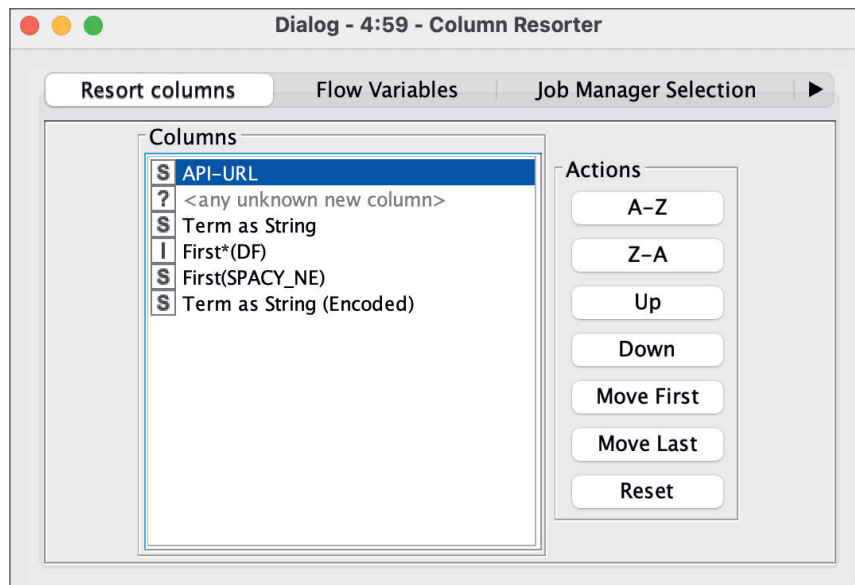 Dialog - 4:59 - Column Resorter
Resort columns Flow Variables Job Manager Selection
Columns
S API-URL
? <any unknown new column>
S Term as String
I First*(DF)
S First(SPACY_NE)
S Term as String (Encoded)
Actions
A-Z
Z-A
Up
Down
Move First
Move Last
Reset